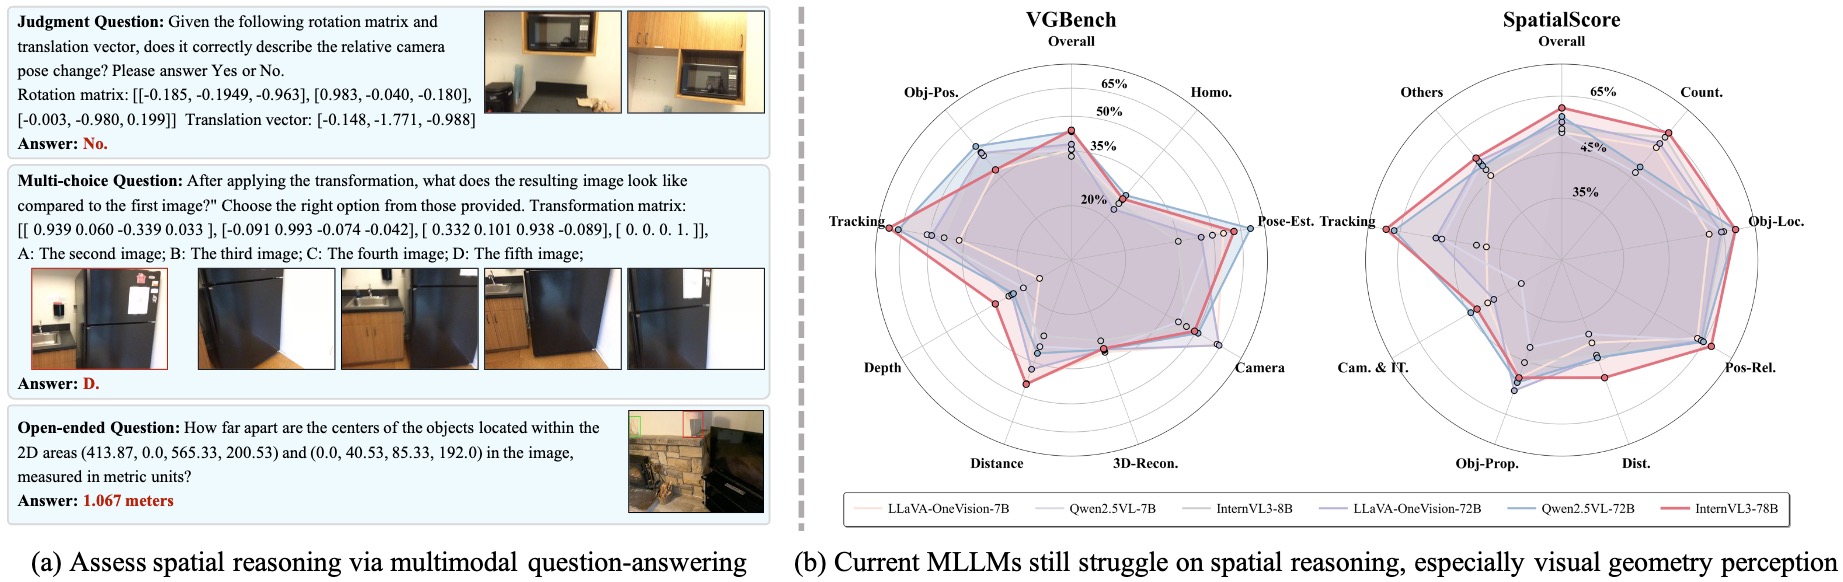 Judgment Question: Given the following rotation matrix and
translation vector, does it correctly describe the relative camera
pose change? Please answer Yes or No.
Rotation matrix: [[-0.185, -0.1949, -0.963], [0.983, -0.040, -0.180],
[-0.003, -0.980, 0.199]]  Translation vector: [-0.148, -1.771, -0.988]
Answer: No.
Multi-choice Question: After applying the transformation, what does the resulting image look like
compared to the first image?" Choose the right option from those provided. Transformation matrix:
[[ 0.939 0.060 -0.339 0.033 ], [-0.091 0.993 -0.074 -0.042], [ 0.332 0.101 0.938 -0.089], [ 0. 0. 0. 1. ]],
A: The second image; B: The third image; C: The fourth image; D: The fifth image;
Answer: D.
Open-ended Question: How far apart are the centers of the objects located within the
2D areas (413.87, 0.0, 565.33, 200.53) and (0.0, 40.53, 85.33, 192.0) in the image,
measured in metric units?
Answer: 1.067 meters
(a) Assess spatial reasoning via multimodal question-answering
VGBench
Overall
Homo.
Pose-Est.
Camera
3D-Recon.
Distance
Depth
Tracking
Obj-Pos.
65%
50%
35%
20%
SpatialScore
Overall
Count.
Obj-Loc.
Pos-Rel.
Dist.
Obj-Prop.
Cam. & IT.
Tracking
Others
65%
45%
35%
LLaVA-OneVision-7B
Qwen2.5VL-7B
InternVL3-8B
LLaVA-OneVision-72B
Qwen2.5VL-72B
InternVL3-78B
(b) Current MLLMs still struggle on spatial reasoning, especially visual geometry perception